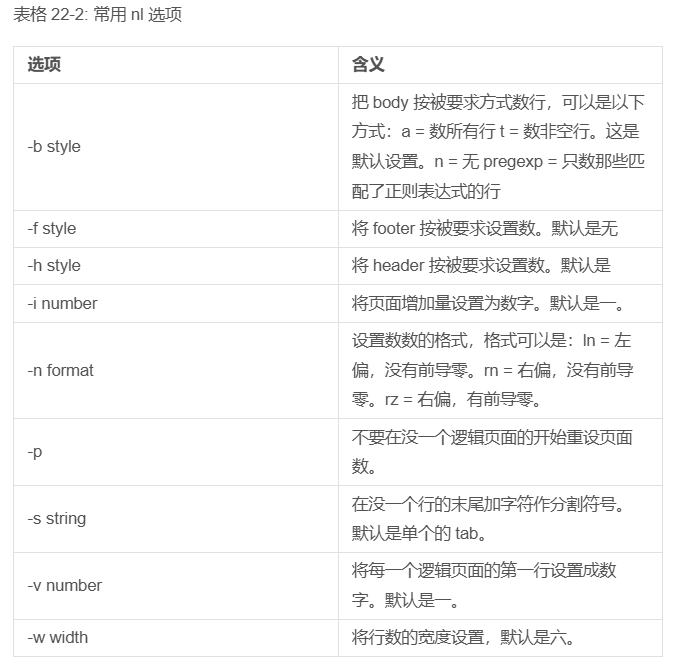 表格 22-2: 常用 nl 选项
选项
含义
-b style
把 body 按被要求方式数行，可以是以下
方式：a = 数所有行 t = 数非空行。这是
默认设置。n = 无 pregexp = 只数那些匹
配了正则表达式的行
-f style
将 footer 按被要求设置数。默认是无
-h style
将 header 按被要求设置数。默认是
-i number
将页面增加量设置为数字。默认是一。
-n format
设置数数的格式，格式可以是：ln = 左
偏，没有前导零。rn = 右偏，没有前导
零。rz = 右偏，有前导零。
-p
不要在没一个逻辑页面的开始重设页面
数。
-s string
在没一个行的末尾加字符作分割符号。
默认是单个的 tab。
-v number
将每一个逻辑页面的第一行设置成数
字。默认是一。
-w width
将行数的宽度设置，默认是六。